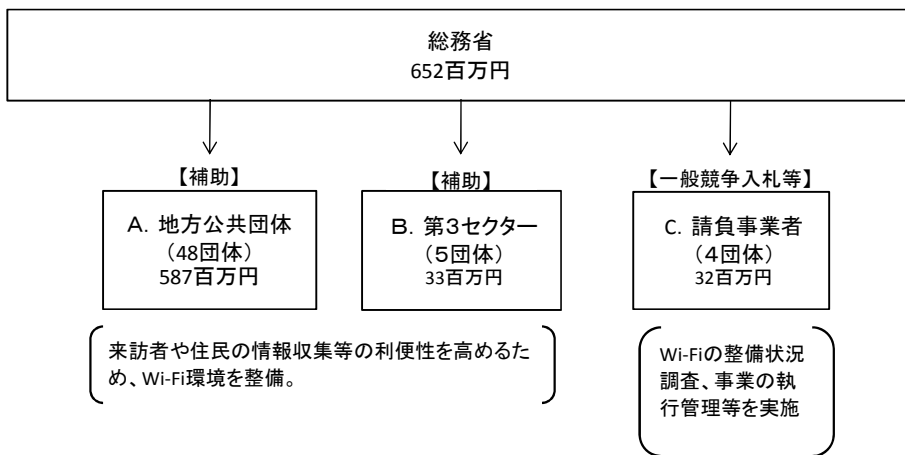 総務省
652百万円
【補助】
【補助】
【一般競争入札等】
A. 地方公共団体
(48団体)
587百万円
B. 第3セクター
(5団体)
33百万円
C. 請負事業者
(4団体)
32百万円
来訪者や住民の情報収集等の利便性を高めるた
め、Wi-Fi環境を整備。
Wi-Fiの整備状況
調査、事業の執
行管理等を実施